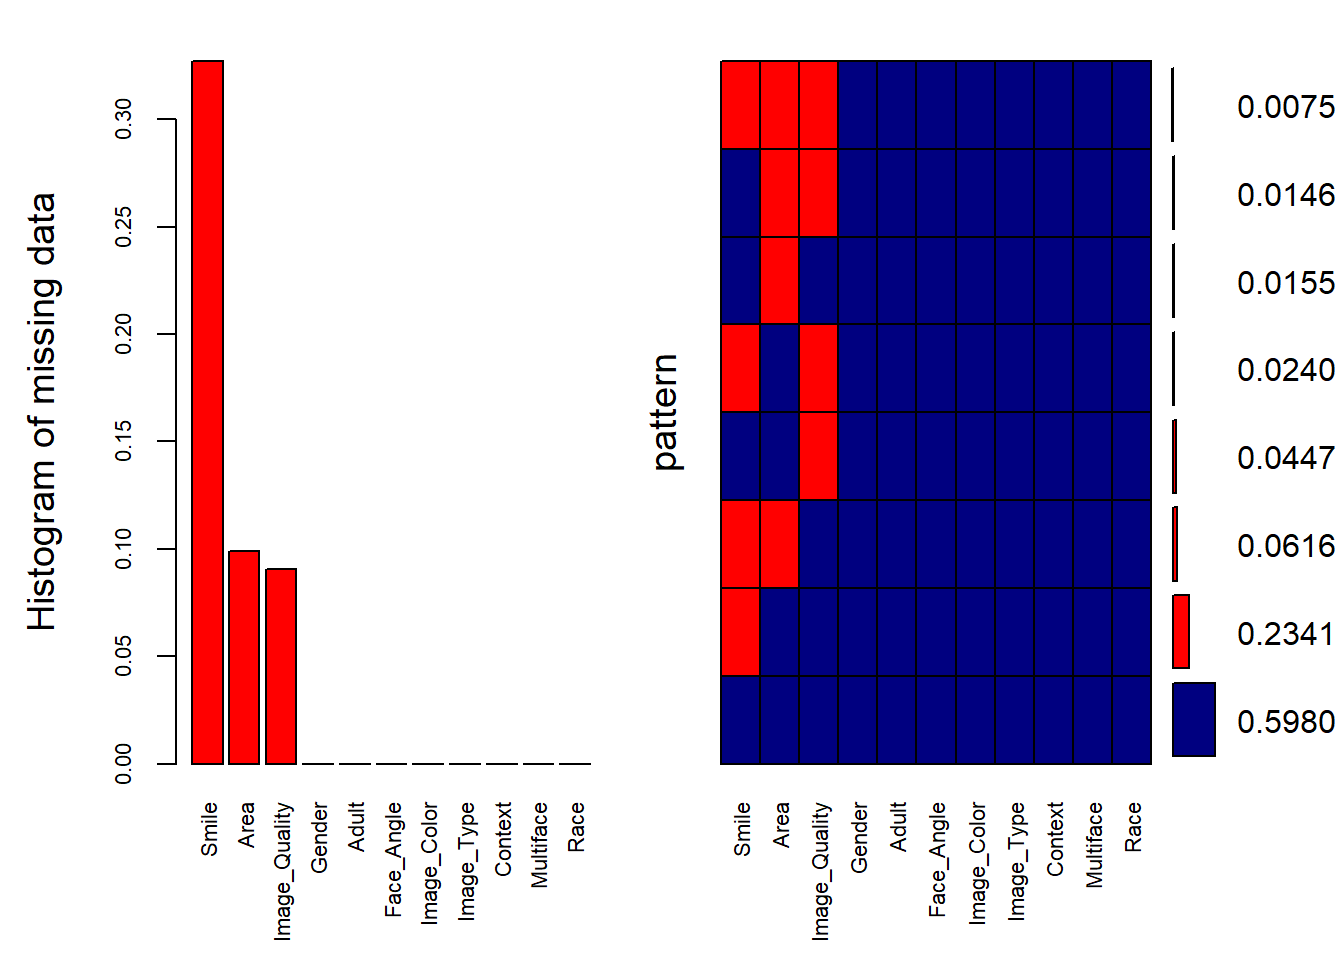 Histogram of missing data
0.30
0.25
0.20
0.15
0.10
0.05
0.00
Smile
Area
Image_Quality
Gender
Adult
Face_Angle
Image_Color
Image_Type
Context
Multiface
Race
pattern
Smile
Area
Image_Quality
Gender
Adult
Face_Angle
Image_Color
Image_Type
Context
Multiface
Race
0.0075
0.0146
0.0155
0.0240
0.0447
0.0616
0.2341
0.5980